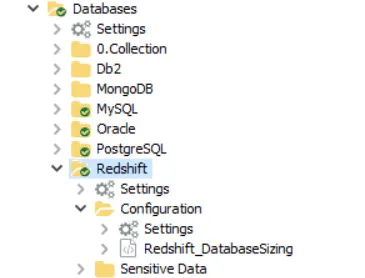 Databases
Settings
0.Collection
Db2
MongoDB
MySQL
Oracle
PostgreSQL
Redshift
Settings
Configuration
Settings
Redshift_DatabaseSizing
Sensitive Data